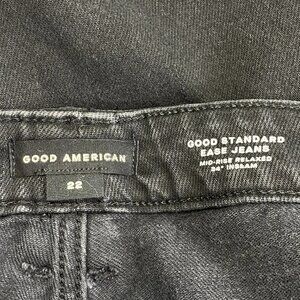 GOOD AMERICAN
22
GOOD STANDARD
EASE JEANS
MID-RISE RELAXED
34" INSEAM